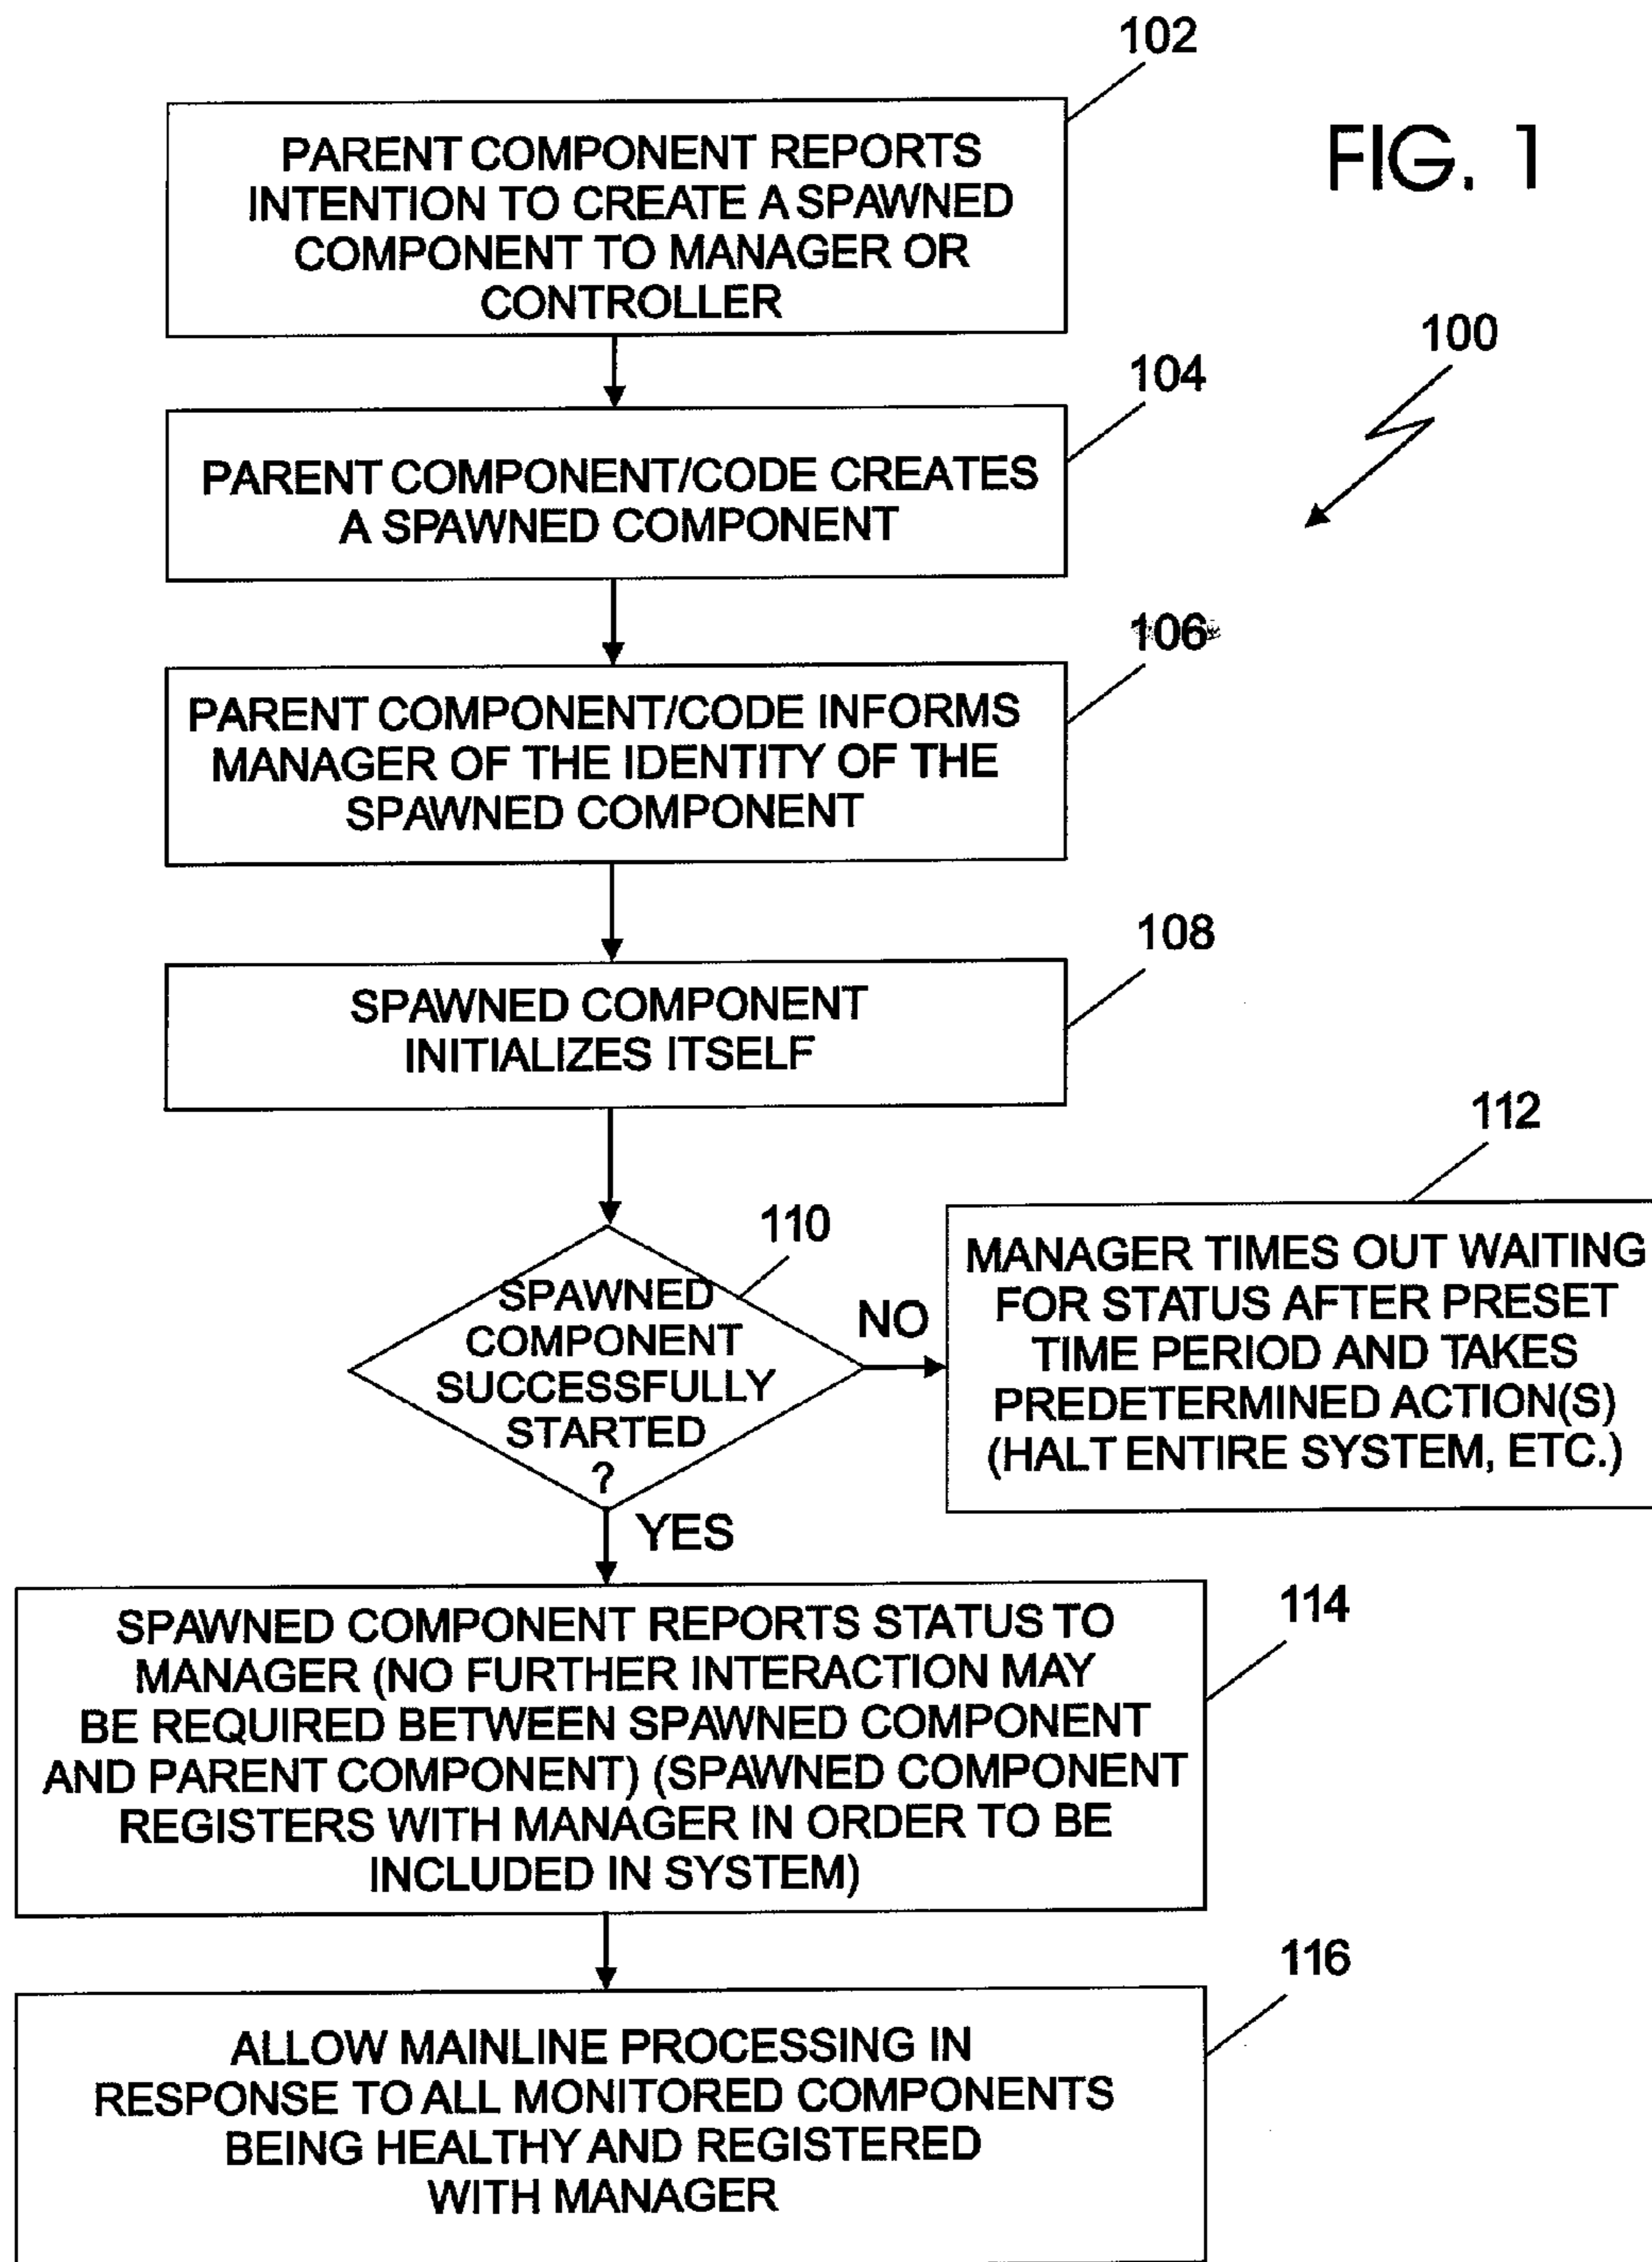 102
FIG. 1
PARENT COMPONENT REPORTS
INTENTION TO CREATE A SPAWNED
COMPONENT TO MANAGER OR
CONTROLLER
100
104
PARENT COMPONENT/CODE CREATES
A SPAWNED COMPONENT
106
PARENT COMPONENT/CODE INFORMS
MANAGER OF THE IDENTITY OF THE
SPAWNED COMPONENT
108
SPAWNED COMPONENT
INITIALIZES ITSELF
110
SPAWNED
COMPONENT
SUCCESSFULLY
STARTED
?
NO
112
MANAGER TIMES OUT WAITING
FOR STATUS AFTER PRESET
TIME PERIOD AND TAKES
PREDETERMINED ACTION(S)
(HALT ENTIRE SYSTEM, ETC.)
YES
114
SPAWNED COMPONENT REPORTS STATUS TO
MANAGER (NO FURTHER INTERACTION MAY
BE REQUIRED BETWEEN SPAWNED COMPONENT
AND PARENT COMPONENT) (SPAWNED COMPONENT
REGISTERS WITH MANAGER IN ORDER TO BE
INCLUDED IN SYSTEM)
116
ALLOW MAINLINE PROCESSING IN
RESPONSE TO ALL MONITORED COMPONENTS
BEING HEALTHY AND REGISTERED
WITH MANAGER